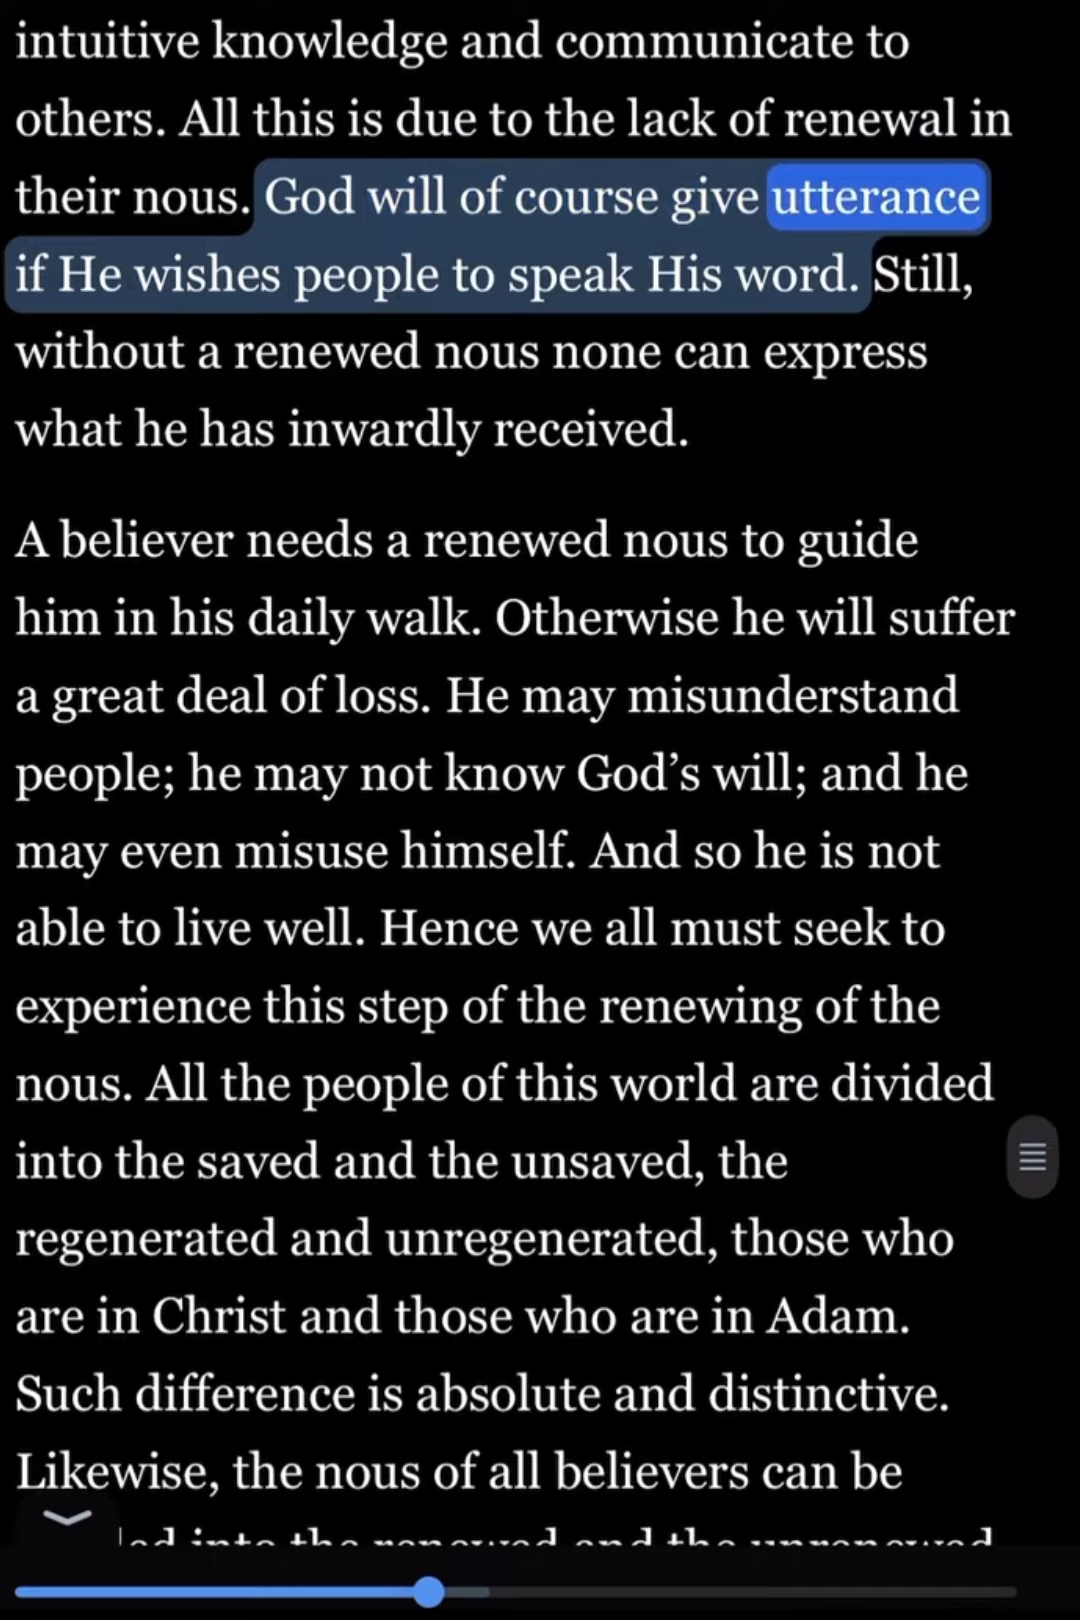 intuitive knowledge and communicate to
others. All this is due to the lack of renewal in
their nous. God will of course give utterance
if He wishes people to speak His word. Still,
without a renewed nous none can express
what he has inwardly received.
A believer needs a renewed nous to guide
him in his daily walk. Otherwise he will suffer
a great deal of loss. He may misunderstand
people; he may not know God’s will; and he
may even misuse himself. And so he is not
able to live well. Hence we all must seek to
experience this step of the renewing of the
nous. All the people of this world are divided
into the saved and the unsaved, the
regenerated and unregenerated, those who
are in Christ and those who are in Adam.
Such difference is absolute and distinctive.
Likewise, the nous of all believers can be
into the renewed and the unrenewed